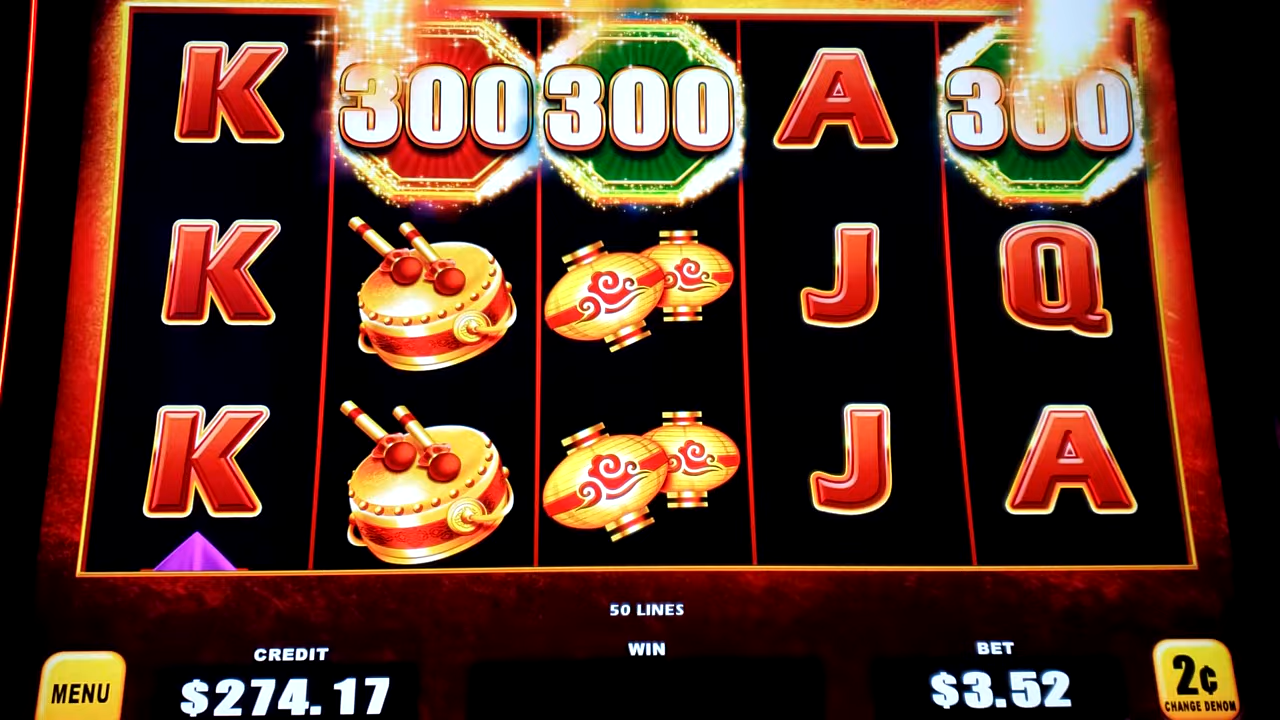 K 300 300 A 300
K J Q
K J A
50 LINES
CREDIT WIN BET
MENU $274.17 $3.52 2¢
CHANGE DENOM